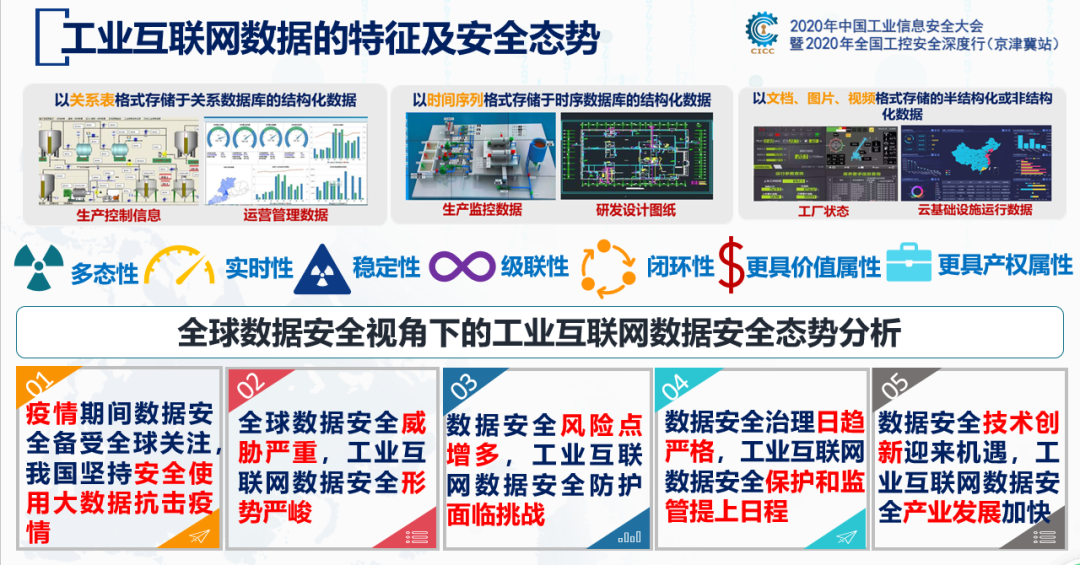 工业互联网数据的特征及安全态势
CICC
2020年中国工业信息安全大会
暨2020年全国工控安全深度行（京津冀站）
以关系表格式存储于关系数据库的结构化数据
生产控制信息
运营管理数据
以时间序列格式存储于时序数据库的结构化数据
生产监控数据
研发设计图纸
以文档、图片、视频格式存储的半结构化或非结构
化数据
工厂状态
云基础设施运行数据
多态性
实时性
稳定性
级联性
闭环性
更具价值属性
更具产权属性
全球数据安全视角下的工业互联网数据安全态势分析
01
疫情期间数据安
全备受全球关注，
我国坚持安全使
用大数据抗击疫
情
02
全球数据安全威
胁严重，工业互
联网数据安全形
势严峻
03
数据安全风险点
增多，工业互联
网数据安全防护
面临挑战
04
数据安全治理日趋
严格，工业互联网
数据安全保护和监
管提上日程
05
数据安全技术创
新迎来机遇，工
业互联网数据安
全产业发展加快